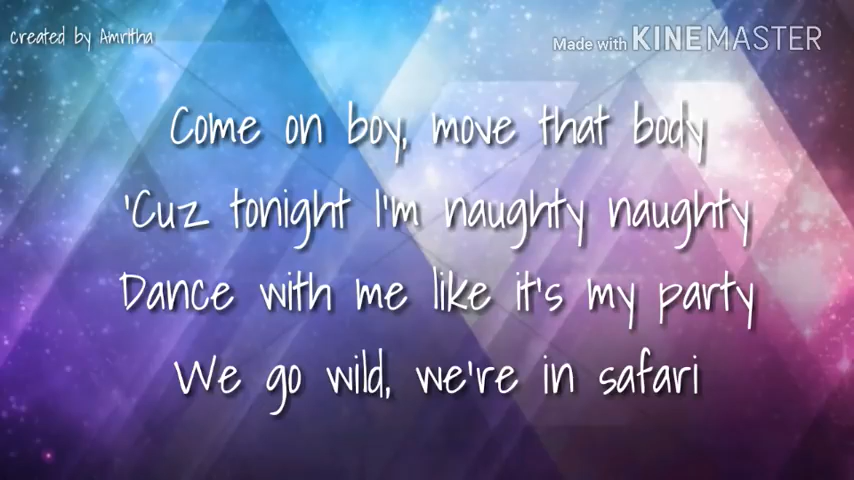 created by Amritha
Made with KINEMASTER
Come on boy, move that body
'Cuz tonight I'm naughty naughty
Dance with me like it's my party
We go wild, we're in safari